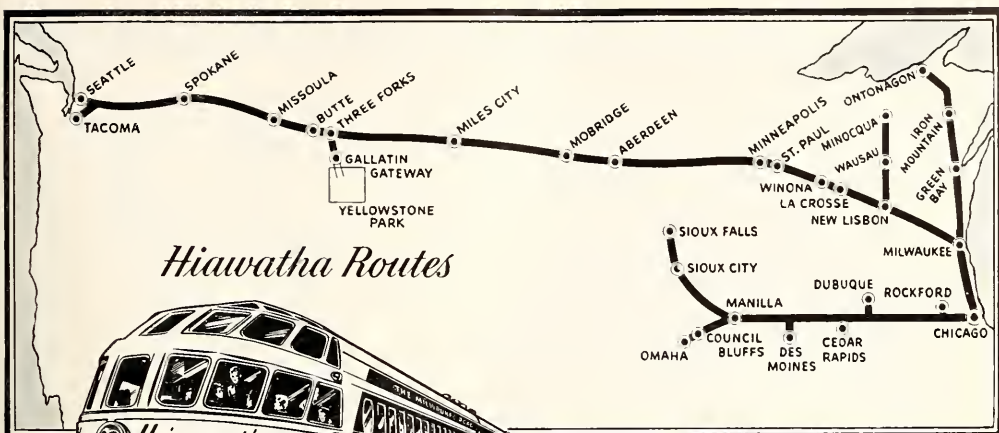 SEATTLE
TACOMA
SPOKANE
MISSOULA
BUTTE
THREE FORKS
GALLATIN
GATEWAY
YELLOWSTONE
PARK
MILES CITY
MOBRIDGE
ABERDEEN
MINNEAPOLIS
ST. PAUL
WINONA
LA CROSSE
NEW LISBON
WAUSAU
MINOCQUA
ONTONAGON
IRON
MOUNTAIN
GREEN
BAY
MILWAUKEE
Hiawatha Routes
SIOUX FALLS
SIOUX CITY
MANILLA
OMAHA
COUNCIL
BLUFFS
DES
MOINES
CEDAR
RAPIDS
DUBUQUE
ROCKFORD
CHICAGO
THE MILWAUKEE ROAD
Hiawatha